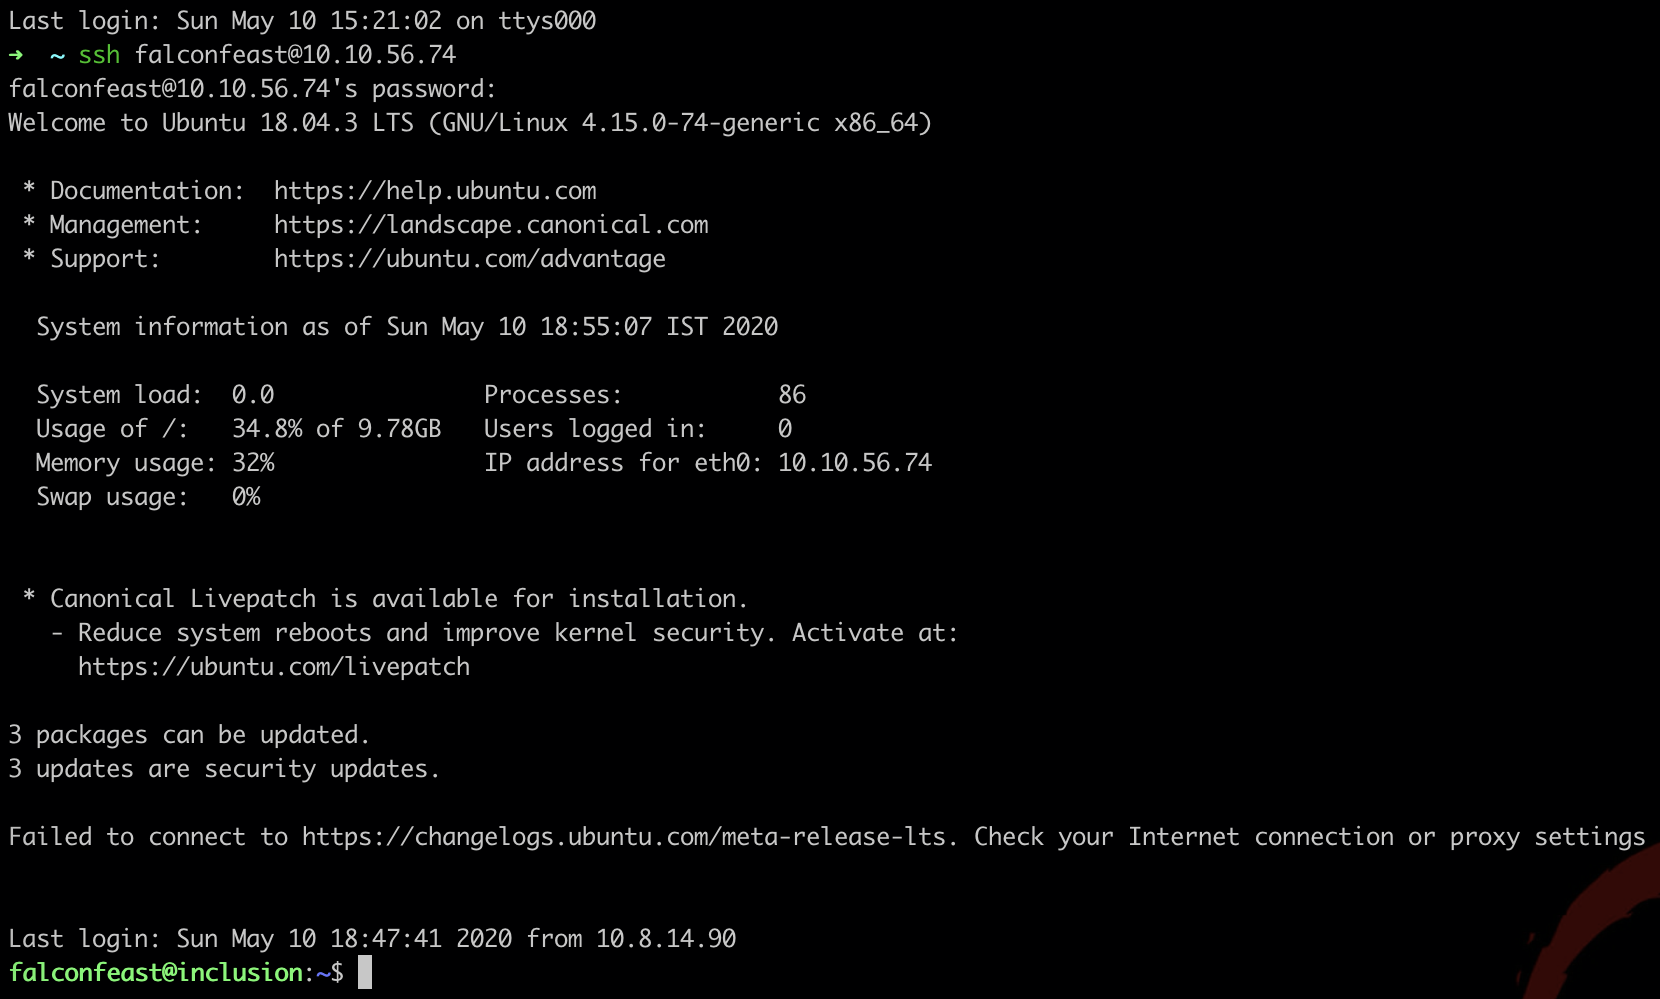 Last login: Sun May 10 15:21:02 on ttys000
➜  ~ ssh falconfeast@10.10.56.74
falconfeast@10.10.56.74's password:
Welcome to Ubuntu 18.04.3 LTS (GNU/Linux 4.15.0-74-generic x86_64)
 * Documentation:  https://help.ubuntu.com
 * Management:     https://landscape.canonical.com
 * Support:        https://ubuntu.com/advantage
  System information as of Sun May 10 18:55:07 IST 2020
  System load:  0.0               Processes:           86
  Usage of /:   34.8% of 9.78GB   Users logged in:     0
  Memory usage: 32%               IP address for eth0: 10.10.56.74
  Swap usage:   0%
 * Canonical Livepatch is available for installation.
   - Reduce system reboots and improve kernel security. Activate at:
     https://ubuntu.com/livepatch
3 packages can be updated.
3 updates are security updates.
Failed to connect to https://changelogs.ubuntu.com/meta-release-lts. Check your Internet connection or proxy settings
Last login: Sun May 10 18:47:41 2020 from 10.8.14.90
falconfeast@inclusion:~$